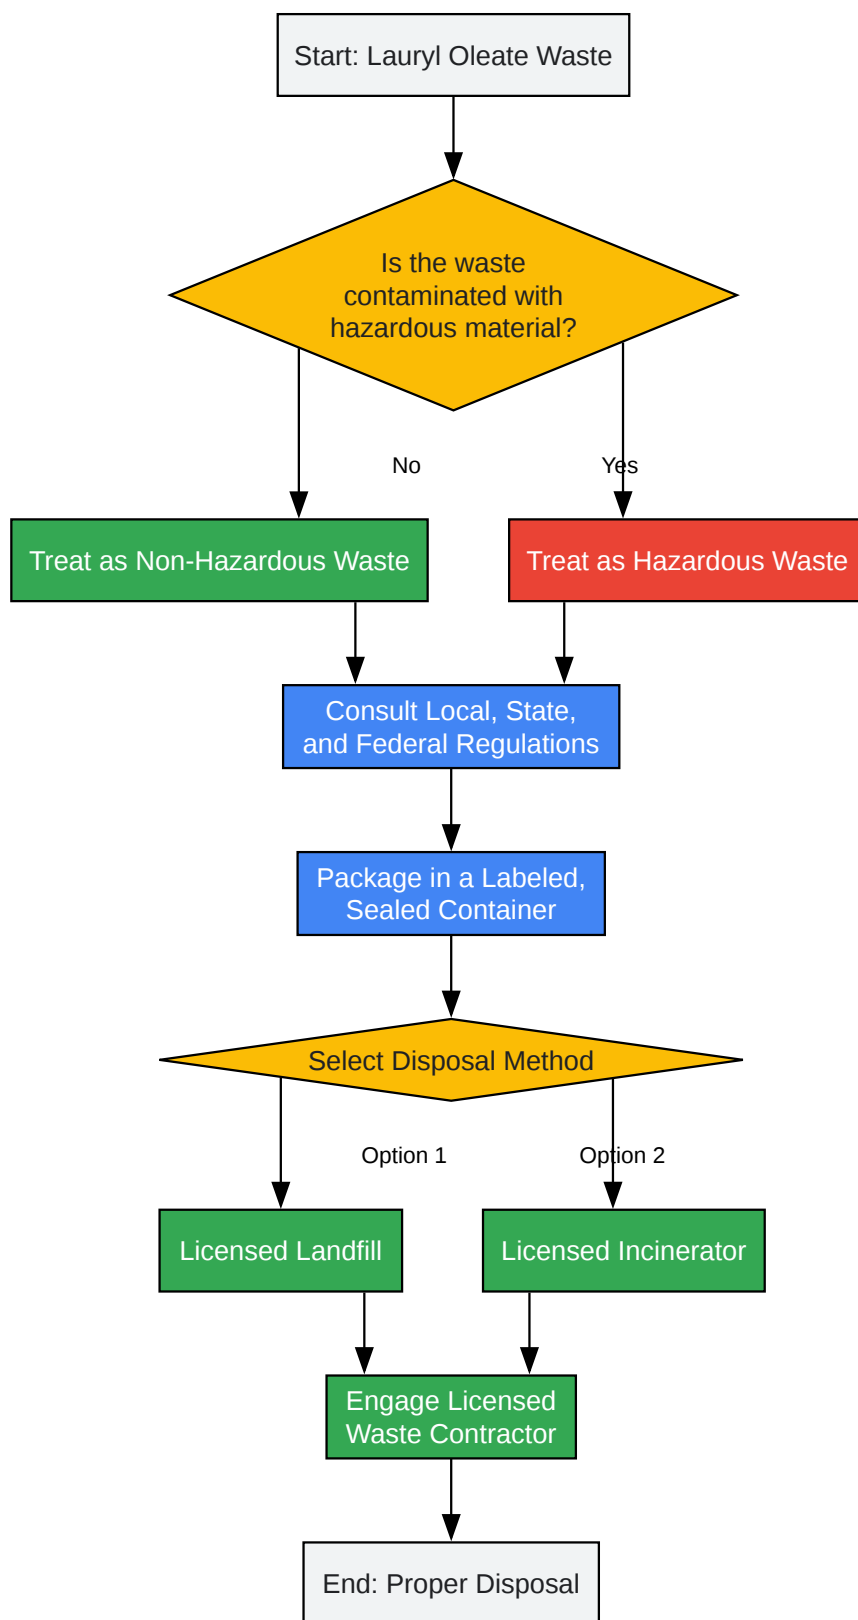 Start: Lauryl Oleate Waste
Is the waste
contaminated with
hazardous material?
No
Yes
Treat as Non-Hazardous Waste
Treat as Hazardous Waste
Consult Local, State,
and Federal Regulations
Package in a Labeled,
Sealed Container
Select Disposal Method
Option 1
Option 2
Licensed Landfill
Licensed Incinerator
Engage Licensed
Waste Contractor
End: Proper Disposal